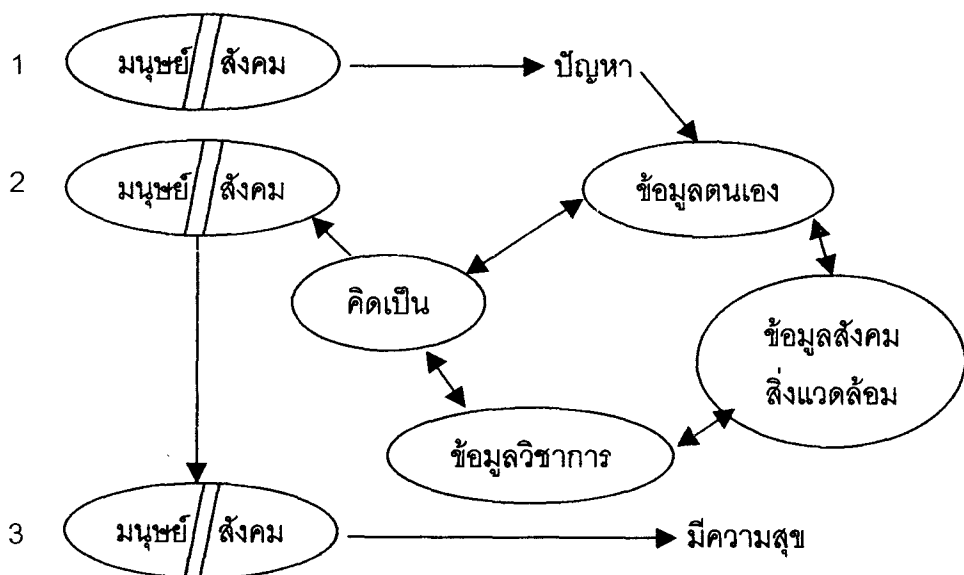 1 มนุษย์ สังคม ปัญหา
2 มนุษย์ สังคม ข้อมูลตนเอง
คิดเป็น
ข้อมูลสังคม
สิ่งแวดล้อม
ข้อมูลวิชาการ
3 มนุษย์ สังคม มีความสุข